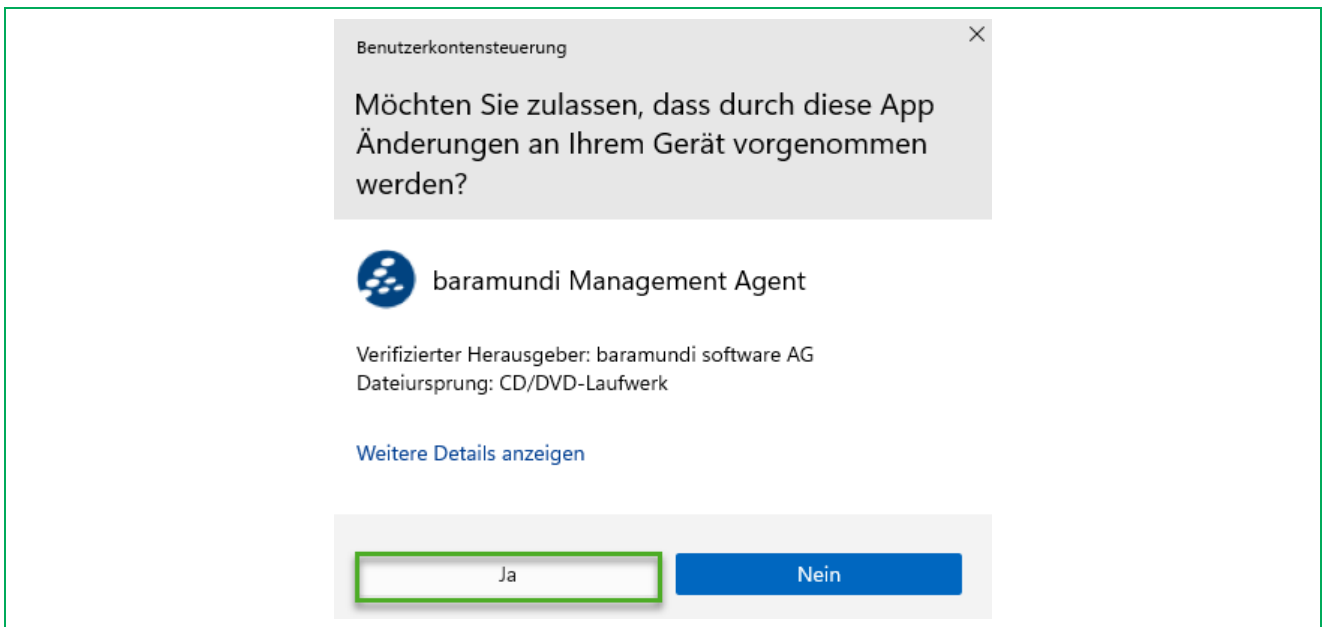 Benutzerkontensteuerung
Möchten Sie zulassen, dass durch diese App
Änderungen an Ihrem Gerät vorgenommen
werden?
baramundi Management Agent
Verifizierter Herausgeber: baramundi software AG
Dateiursprung: CD/DVD-Laufwerk
Weitere Details anzeigen
Ja
Nein